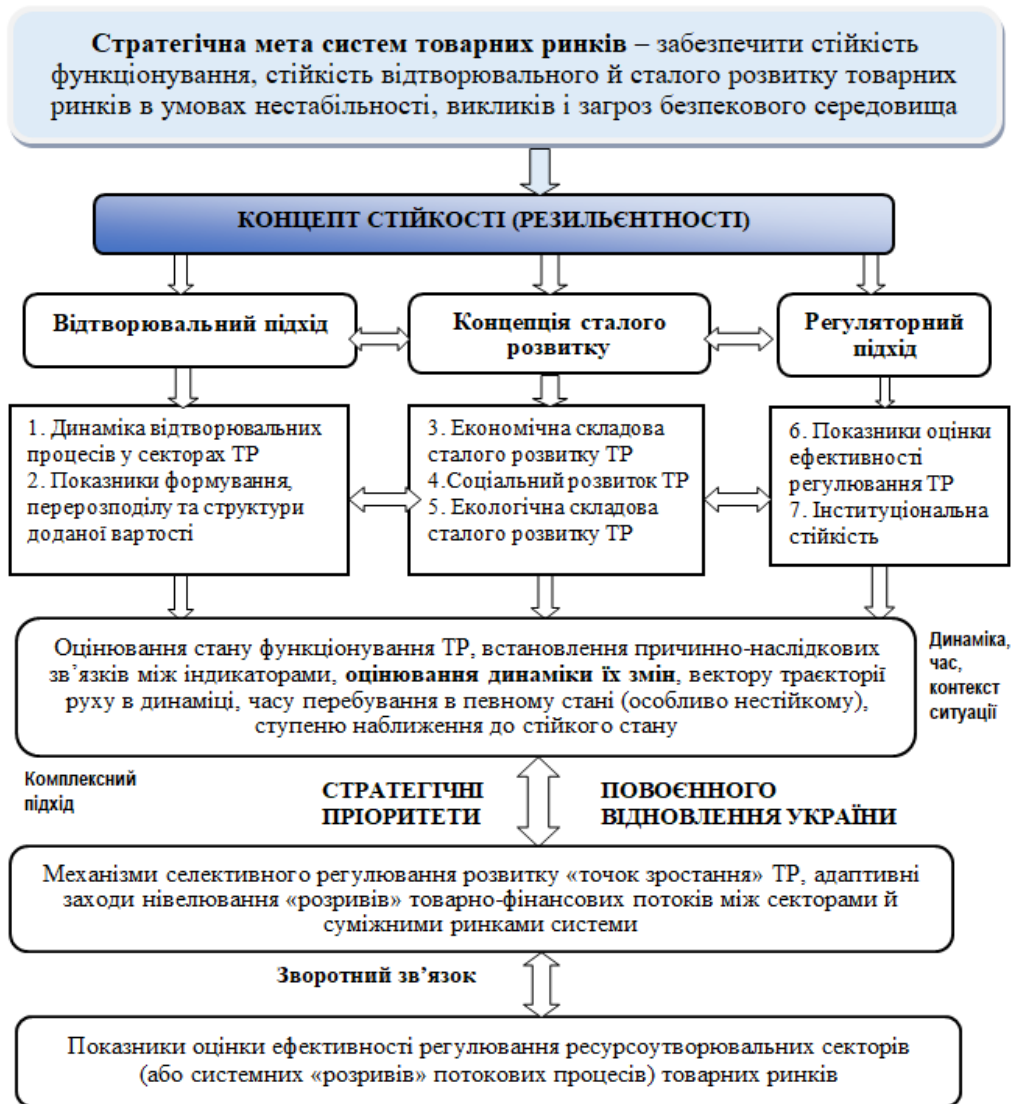 Стратегічна мета систем товарних ринків – забезпечити стійкість
функціонування, стійкість відтворювального й сталого розвитку товарних
ринків в умовах нестабільності, викликів і загроз безпекового середовища
КОНЦЕПТ СТІЙКОСТІ (РЕЗИЛЬЄНТНОСТІ)
Відтворювальний підхід
Концепція сталого
розвитку
Регуляторний
підхід
1. Динаміка відтворювальних
процесів у секторах ТР
2. Показники формування,
перерозподілу та структури
доданої вартості
3. Економічна складова
сталого розвитку ТР
4.Соціальний розвиток ТР
5. Екологічна складова
сталого розвитку ТР
6. Показники оцінки
ефективності
регулювання ТР
7. Інституціональна
стійкість
Оцінювання стану функціонування ТР, встановлення причинно-наслідкових
зв’язків між індикаторами, оцінювання динаміки їх змін, вектору траєкторії
руху в динаміці, часу перебування в певному стані (особливо нестійкому),
ступеню наближення до стійкого стану
Динаміка,
час,
контекст
ситуації
Комплексний
підхід
СТРАТЕГІЧНІ
ПРІОРИТЕТИ
ПОВОЄННОГО
ВІДНОВЛЕННЯ УКРАЇНИ
Механізми селективного регулювання розвитку «точок зростання» ТР, адаптивні
заходи нівелювання «розривів» товарно-фінансових потоків між секторами й
суміжними ринками системи
Зворотний зв’язок
Показники оцінки ефективності регулювання ресурсоутворювальних секторів
(або системних «розривів» потокових процесів) товарних ринків